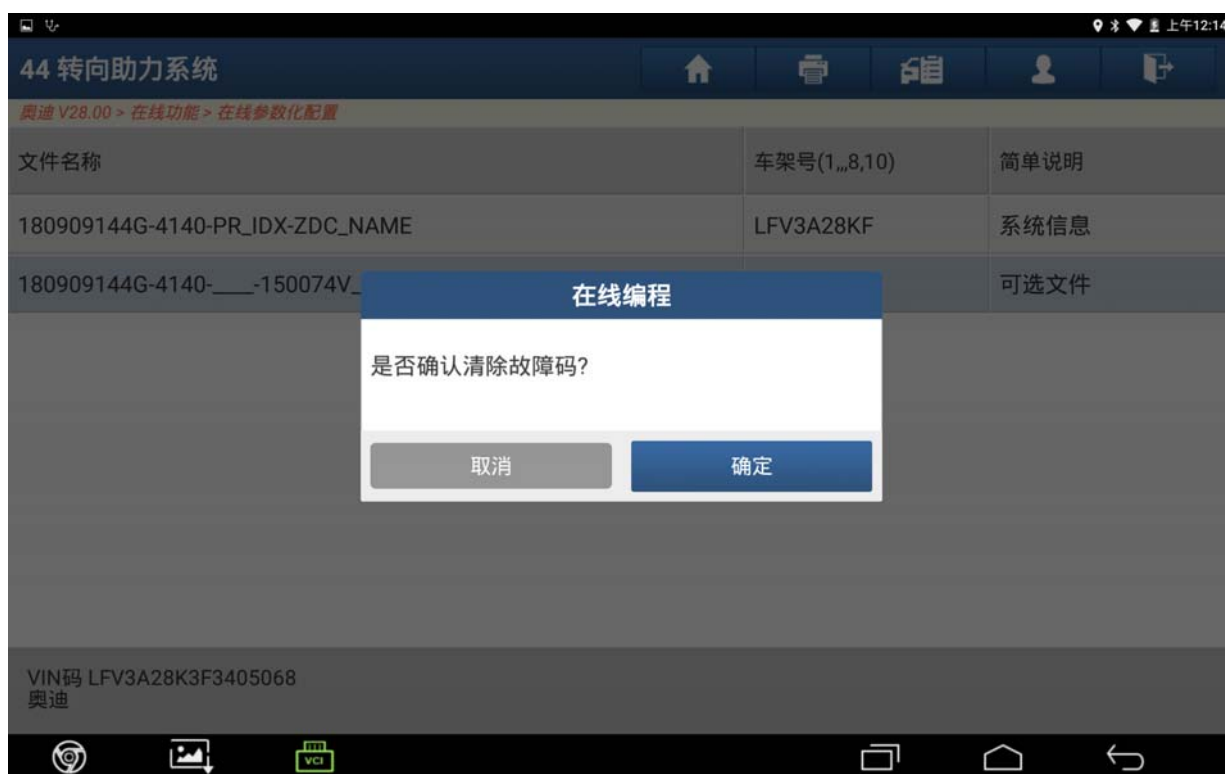 上午12:14
44 转向助力系统
奥迪 V28.00 > 在线功能 > 在线参数化配置
文件名称 车架号(1,,,8,10) 简单说明
180909144G-4140-PR_IDX-ZDC_NAME LFV3A28KF 系统信息
180909144G-4140-____-150074V_ 可选文件
在线编程
是否确认清除故障码?
取消 确定
VIN码 LFV3A28K3F3405068
奥迪
VCI